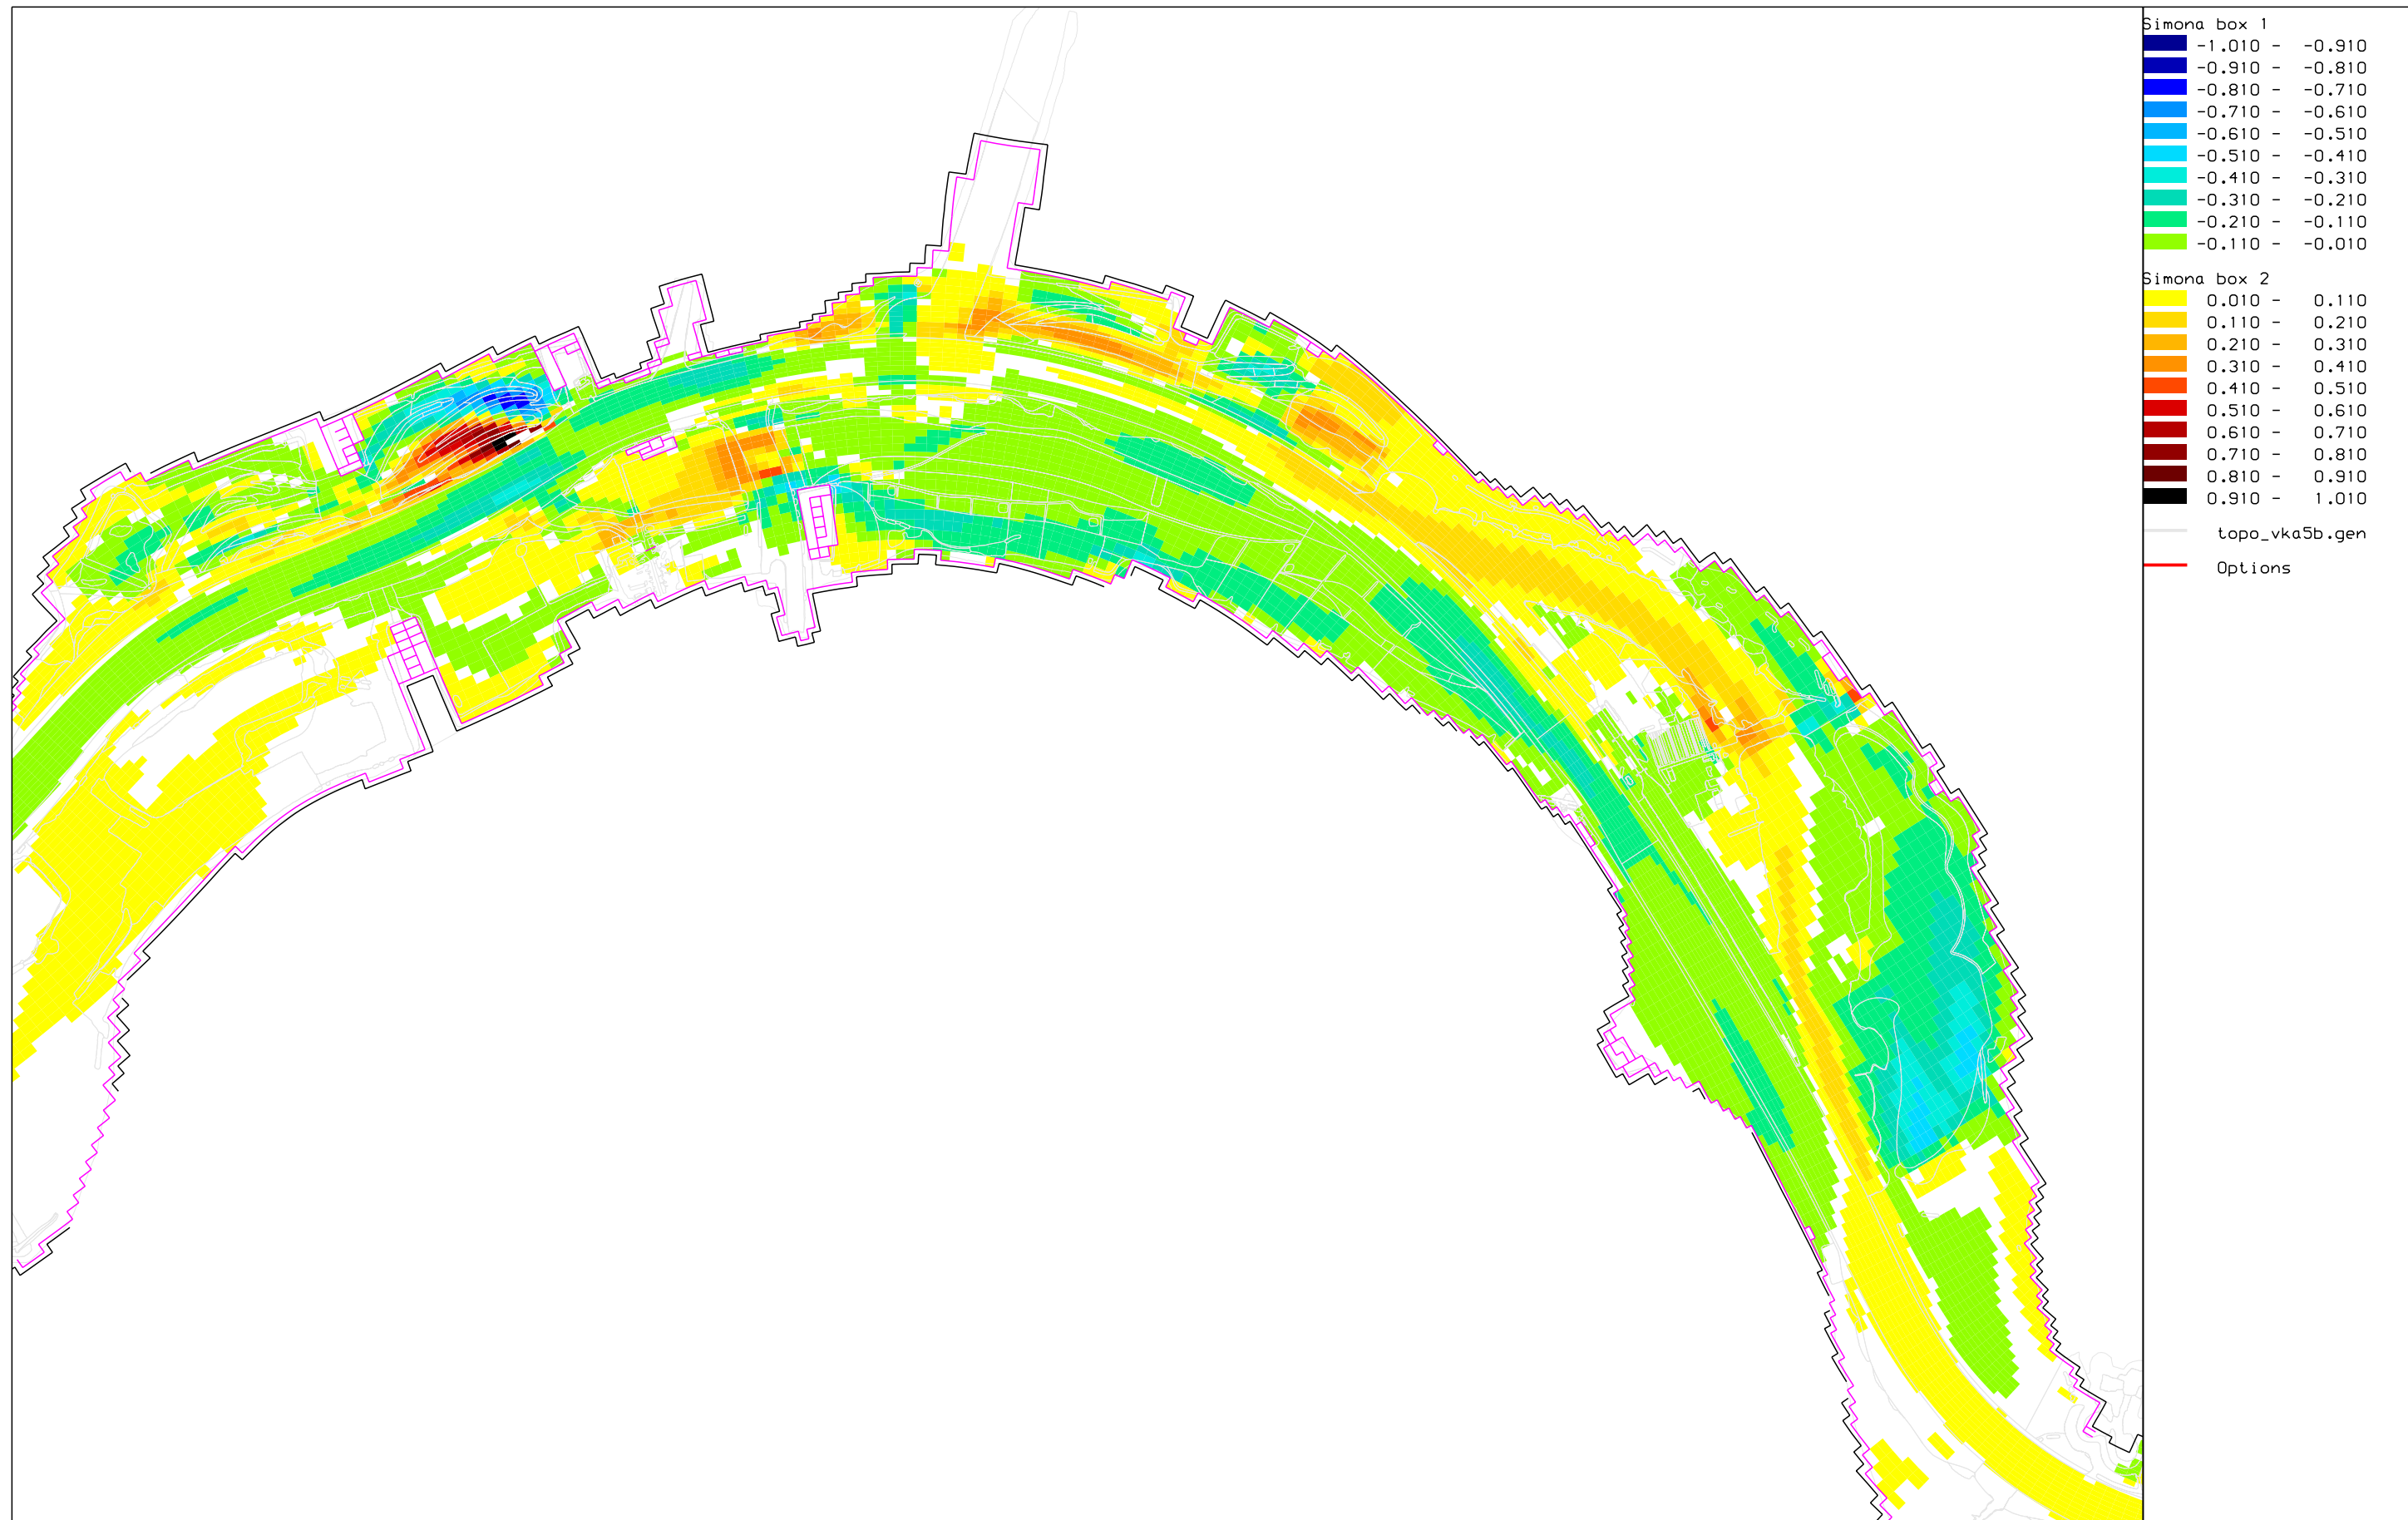 Simona box 1
-1.010 - -0.910
-0.910 - -0.810
-0.810 - -0.710
-0.710 - -0.610
-0.610 - -0.510
-0.510 - -0.410
-0.410 - -0.310
-0.310 - -0.210
-0.210 - -0.110
-0.110 - -0.010
Simona box 2
0.010 - 0.110
0.110 - 0.210
0.210 - 0.310
0.310 - 0.410
0.410 - 0.510
0.510 - 0.610
0.610 - 0.710
0.710 - 0.810
0.810 - 0.910
0.910 - 1.010
topo_vka5b.gen
Options